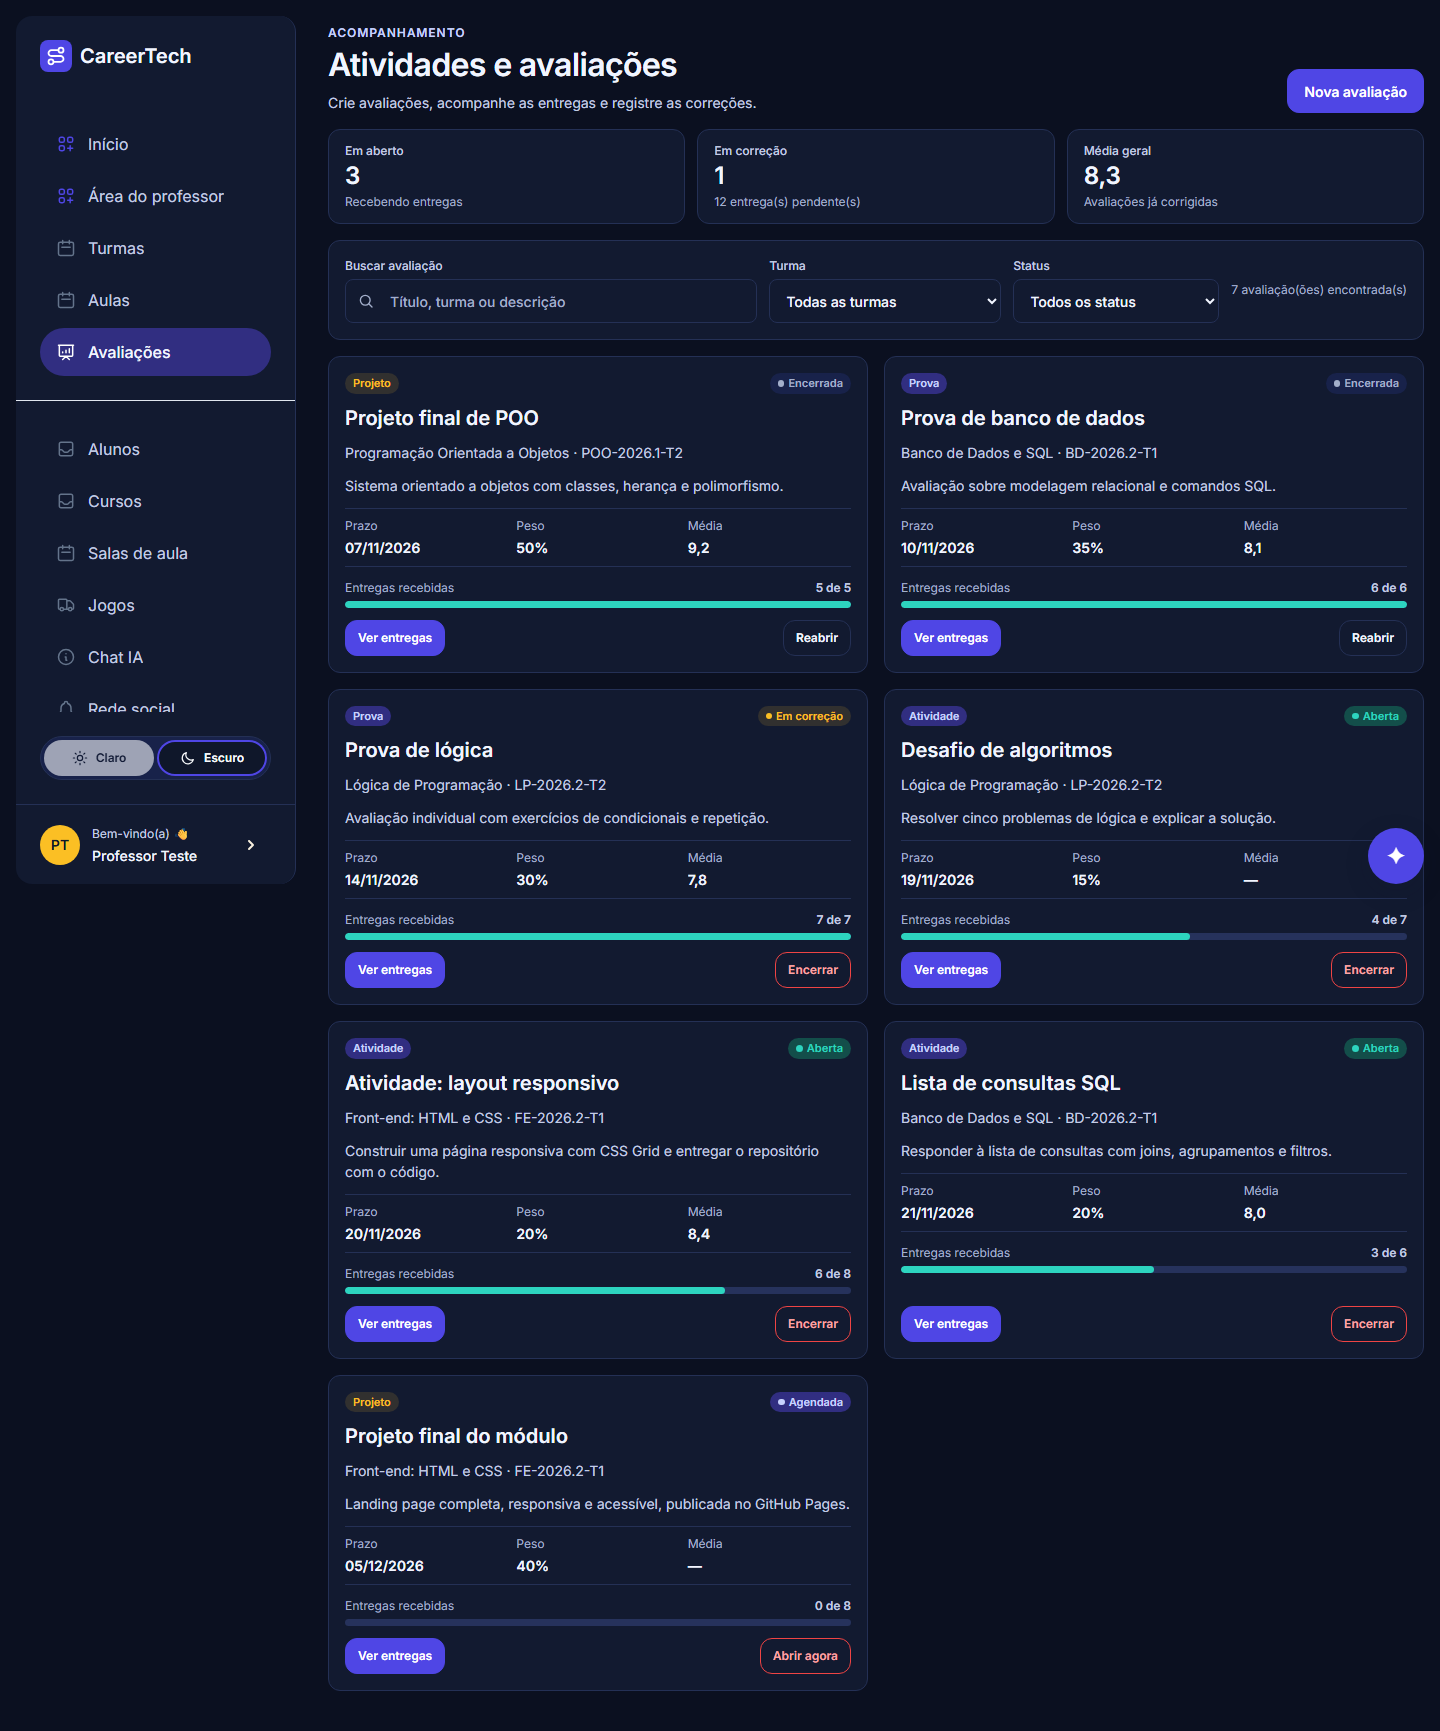 CareerTech
Início
Área do professor
Turmas
Aulas
Avaliações
Alunos
Cursos
Salas de aula
Jogos
Chat IA
Rede social
Claro
Escuro
PT
Bem-vindo(a) 👋
Professor Teste
ACOMPANHAMENTO
Atividades e avaliações
Crie avaliações, acompanhe as entregas e registre as correções.
Nova avaliação
Em aberto
3
Recebendo entregas
Em correção
1
12 entrega(s) pendente(s)
Média geral
8,3
Avaliações já corrigidas
Buscar avaliação
Título, turma ou descrição
Turma
Todas as turmas
Status
Todos os status
7 avaliação(ões) encontrada(s)
Projeto
Encerrada
Projeto final de POO
Programação Orientada a Objetos · POO-2026.1-T2
Sistema orientado a objetos com classes, herança e polimorfismo.
Prazo Peso Média
07/11/2026 50% 9,2
Entregas recebidas 5 de 5
Ver entregas
Reabrir
Prova
Encerrada
Prova de banco de dados
Banco de Dados e SQL · BD-2026.2-T1
Avaliação sobre modelagem relacional e comandos SQL.
Prazo Peso Média
10/11/2026 35% 8,1
Entregas recebidas 6 de 6
Ver entregas
Reabrir
Prova
Em correção
Prova de lógica
Lógica de Programação · LP-2026.2-T2
Avaliação individual com exercícios de condicionais e repetição.
Prazo Peso Média
14/11/2026 30% 7,8
Entregas recebidas 7 de 7
Ver entregas
Encerrar
Atividade
Aberta
Desafio de algoritmos
Lógica de Programação · LP-2026.2-T2
Resolver cinco problemas de lógica e explicar a solução.
Prazo Peso Média
19/11/2026 15% —
Entregas recebidas 4 de 7
Ver entregas
Encerrar
Atividade
Aberta
Atividade: layout responsivo
Front-end: HTML e CSS · FE-2026.2-T1
Construir uma página responsiva com CSS Grid e entregar o repositório
com o código.
Prazo Peso Média
20/11/2026 20% 8,4
Entregas recebidas 6 de 8
Ver entregas
Encerrar
Atividade
Aberta
Lista de consultas SQL
Banco de Dados e SQL · BD-2026.2-T1
Responder à lista de consultas com joins, agrupamentos e filtros.
Prazo Peso Média
21/11/2026 20% 8,0
Entregas recebidas 3 de 6
Ver entregas
Encerrar
Projeto
Agendada
Projeto final do módulo
Front-end: HTML e CSS · FE-2026.2-T1
Landing page completa, responsiva e acessível, publicada no GitHub Pages.
Prazo Peso Média
05/12/2026 40% —
Entregas recebidas 0 de 8
Ver entregas
Abrir agora